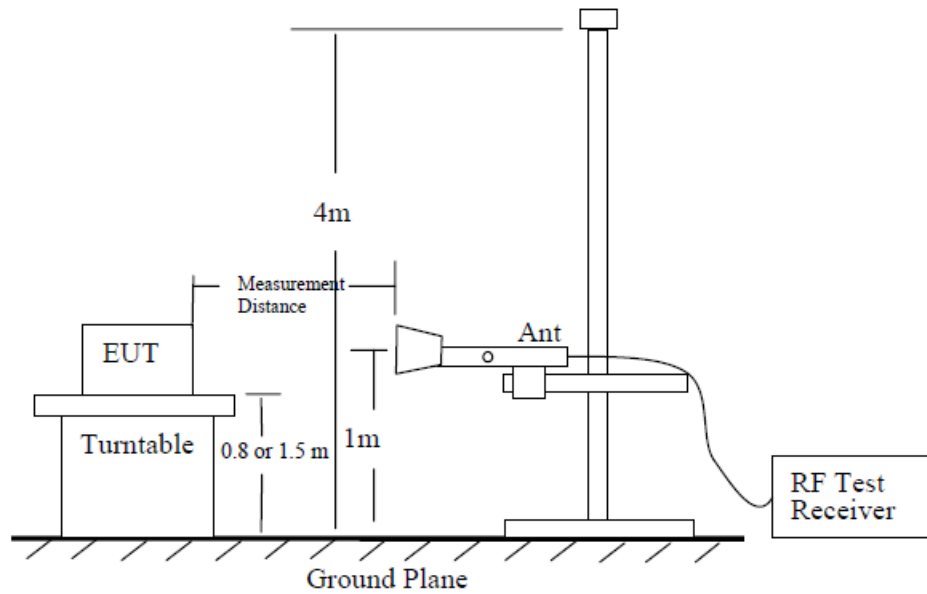 4m
Measurement
Distance
EUT
Ant
Turntable
0.8 or 1.5 m
1m
RF Test
Receiver
Ground Plane